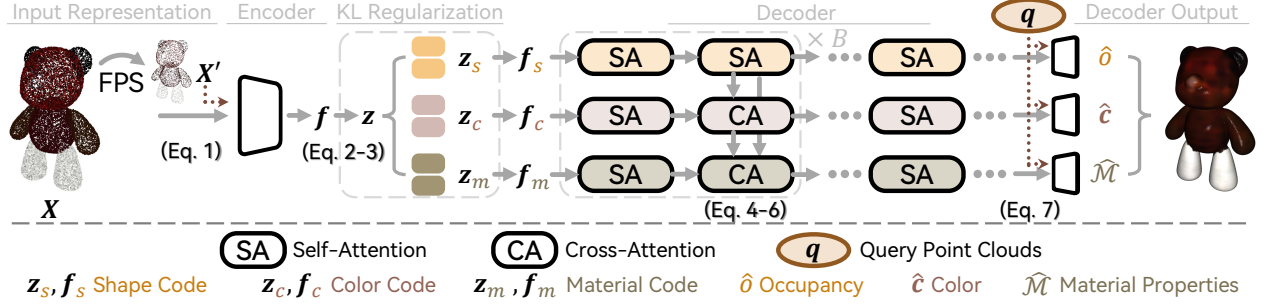 Input Representation Encoder KL Regularization Decoder Decoder Output
q
FPS X′
× B
z_s f_s SA SA SA ô
f z z_c f_c SA CA SA ĉ
z_m f_m SA CA SA ℳ̂
(Eq. 1) (Eq. 2-3) (Eq. 4-6) (Eq. 7)
X
SA Self-Attention CA Cross-Attention q Query Point Clouds
z_s, f_s Shape Code z_c, f_c Color Code z_m, f_m Material Code ô Occupancy ĉ Color ℳ̂ Material Properties